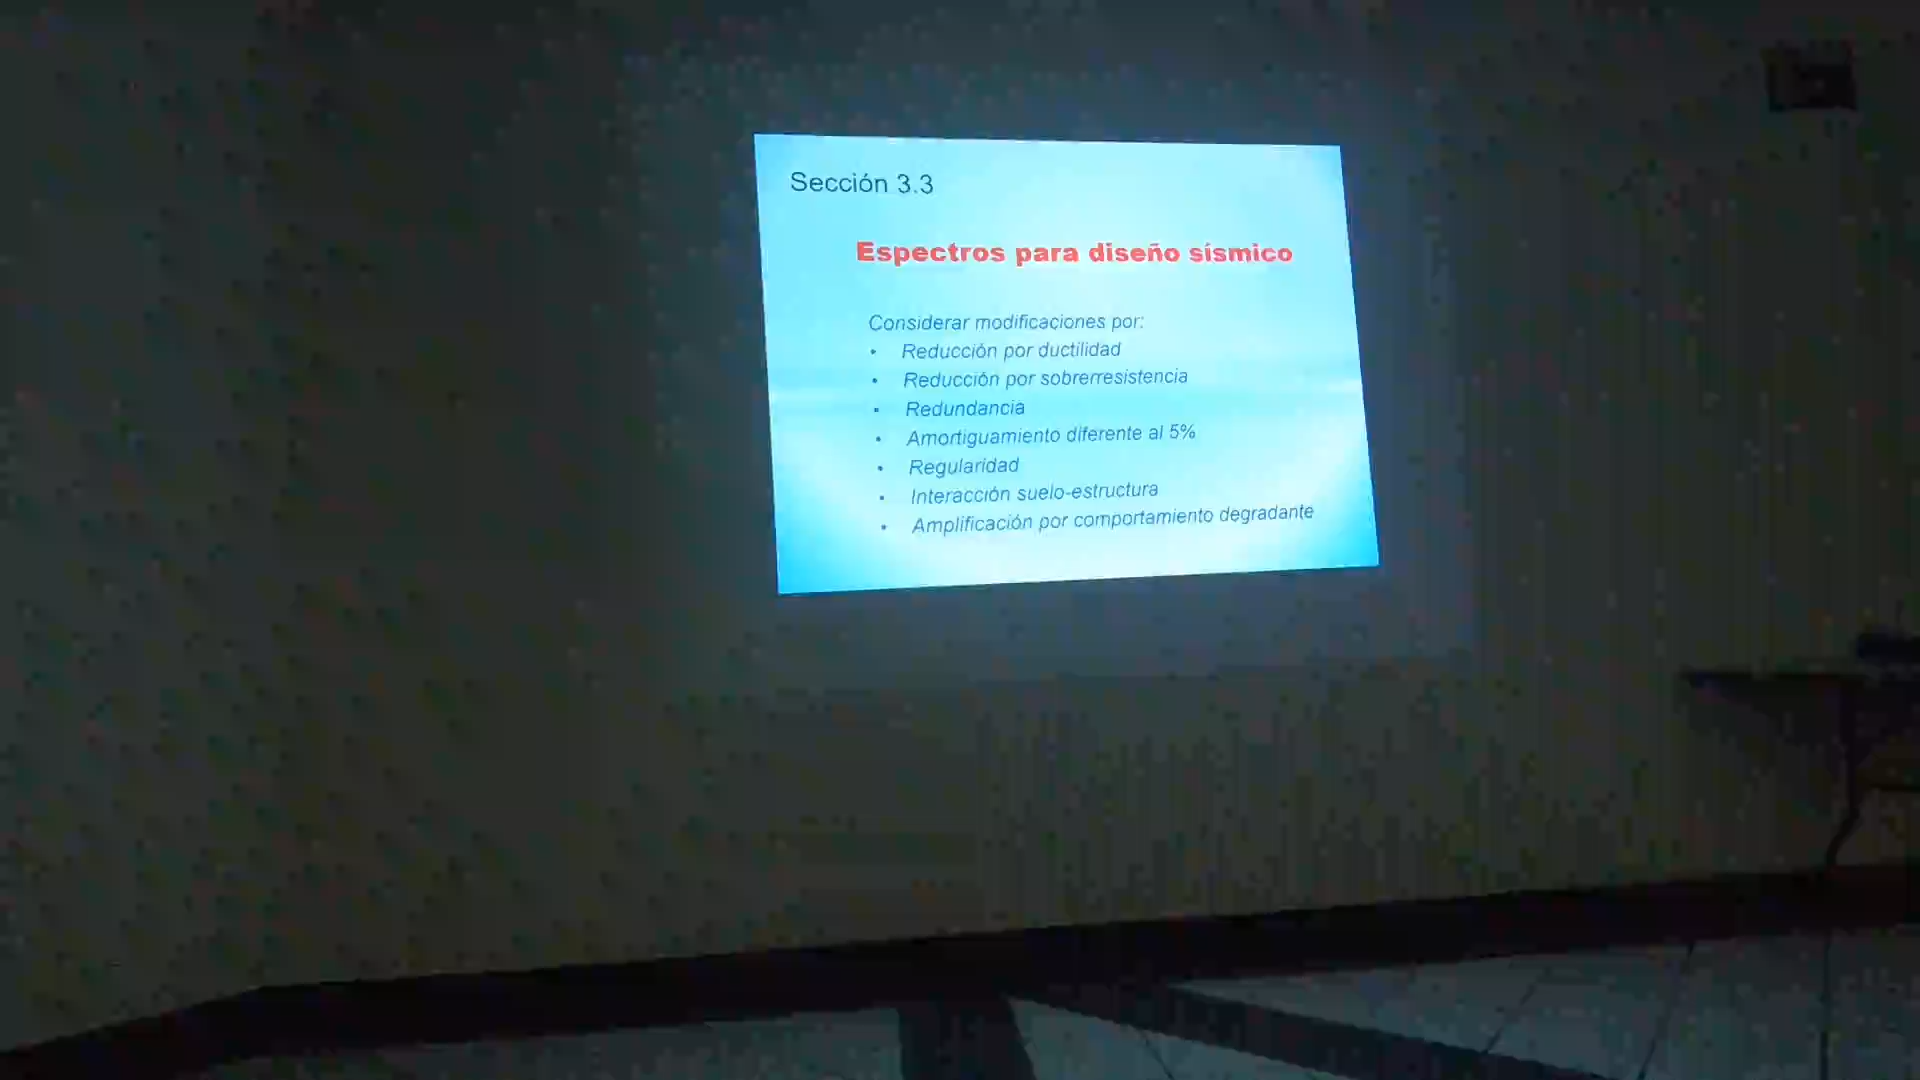 Sección 3.3
Espectros para diseño sísmico
Considerar modificaciones por:
• Reducción por ductilidad
• Reducción por sobrerresistencia
• Redundancia
• Amortiguamiento diferente al 5%
• Regularidad
• Interacción suelo-estructura
• Amplificación por comportamiento degradante